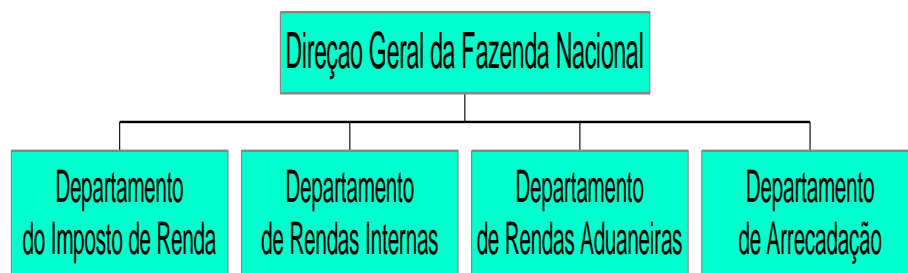 Direçao Geral da Fazenda Nacional
Departamento
do Imposto de Renda
Departamento
de Rendas Internas
Departamento
de Rendas Aduaneiras
Departamento
de Arrecadação